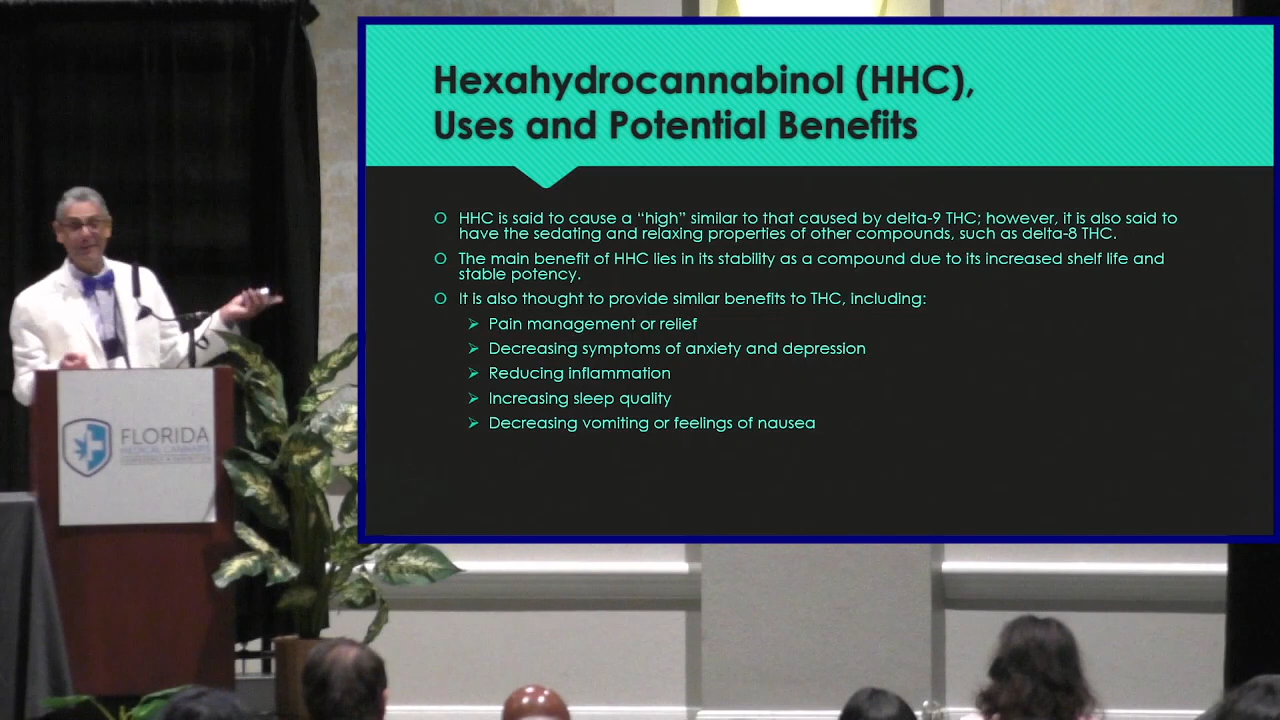 Hexahydrocannabinol (HHC),
Uses and Potential Benefits
HHC is said to cause a “high” similar to that caused by delta-9 THC; however, it is also said to
have the sedating and relaxing properties of other compounds, such as delta-8 THC.
The main benefit of HHC lies in its stability as a compound due to its increased shelf life and
stable potency.
It is also thought to provide similar benefits to THC, including:
Pain management or relief
Decreasing symptoms of anxiety and depression
Reducing inflammation
Increasing sleep quality
Decreasing vomiting or feelings of nausea
FLORIDA
MEDICAL CANNABIS